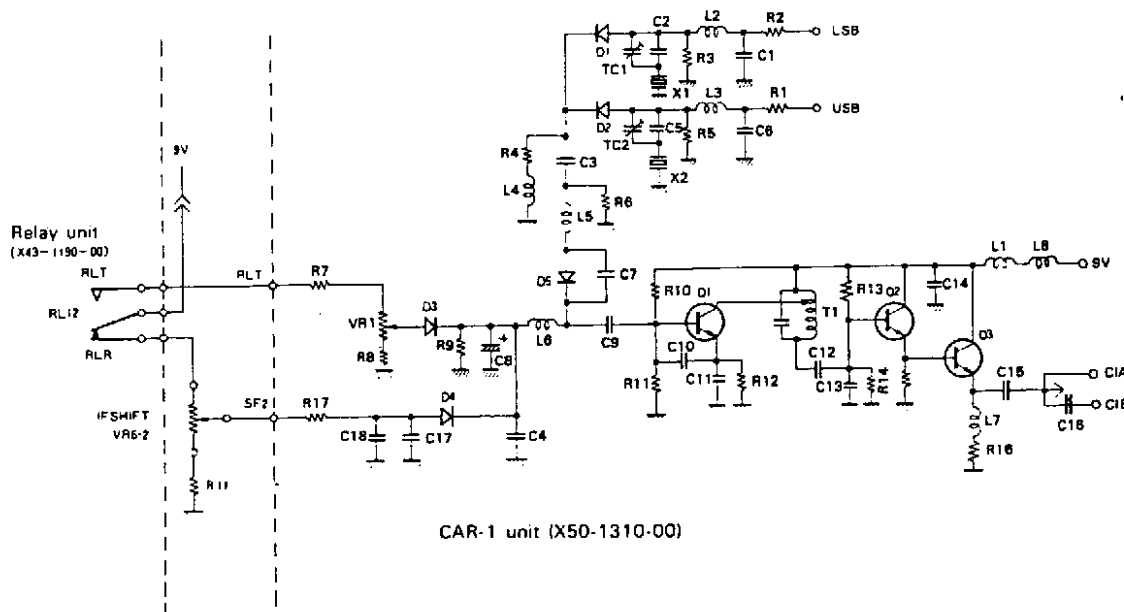 C2 L2 R2
LSB
D1
TC1
R3
C1
X1
L3 R1
USB
D2
TC2
C5
R5
C6
X2
R4
C3
L4
R6
L5
9V
Relay unit
(X43-1190-00)
RLT
RLT
R7
RL12
RLR
VR1
D3
R8
R9
C8
+
D5
C7
L6
C9
R10
Q1
C10
R11
C11
R12
T1
C12
R13
Q2
C13
R14
C14
L1 L8
9V
Q3
C15
C16
L7
R16
IFSHIFT
VR6-2
SF2
R17
D4
C18
C17
C4
R11
CAR-1 unit (X50-1310-00)